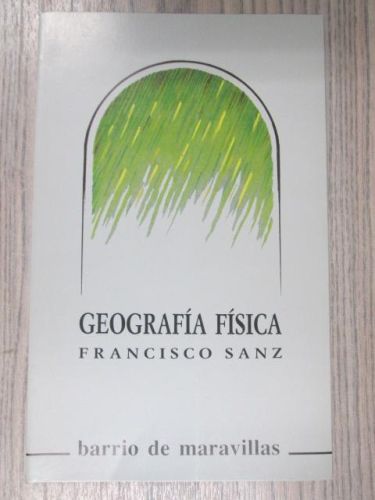 GEOGRAFÍA FÍSICA
FRANCISCO SANZ
barrio de maravillas